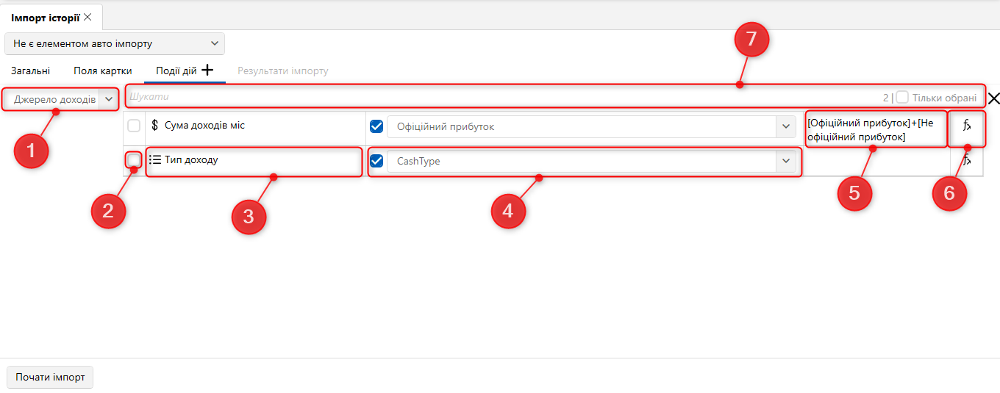 Імпорт історії
Не є елементом авто імпорту
7
Загальні Поля картки Події дій Результати імпорту
Джерело доходів Шукати 2 | Тільки обрані
$ Сума доходів міс Офіційний прибуток [Офіційний прибуток]+[Не
офіційний прибуток] fx
1
Тип доходу CashType fx
2 3 4 5 6
Почати імпорт